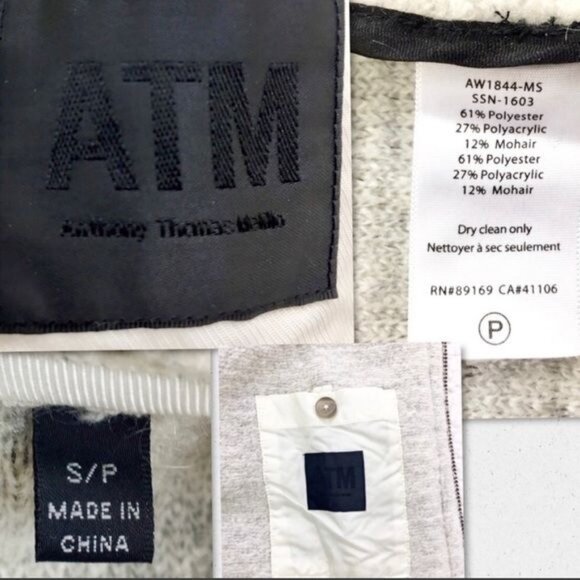 ATM
Anthony Thomas Melillo
AW1844-MS
SSN-1603
61% Polyester
27% Polyacrylic
12% Mohair
61% Polyester
27% Polyacrylic
12% Mohair
Dry clean only
Nettoyer à sec seulement
RN#89169 CA#41106
P
S/P
MADE IN
CHINA
ATM